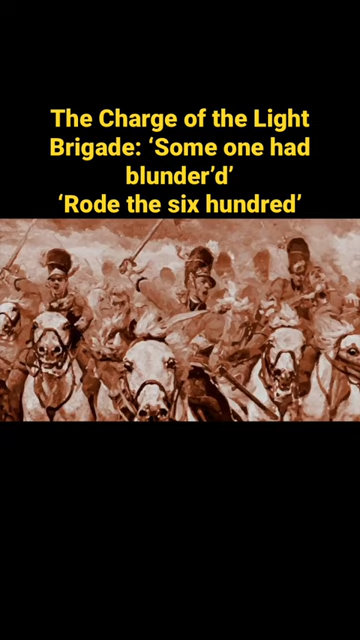 The Charge of the Light
Brigade: ‘Some one had
blunder’d’
‘Rode the six hundred’